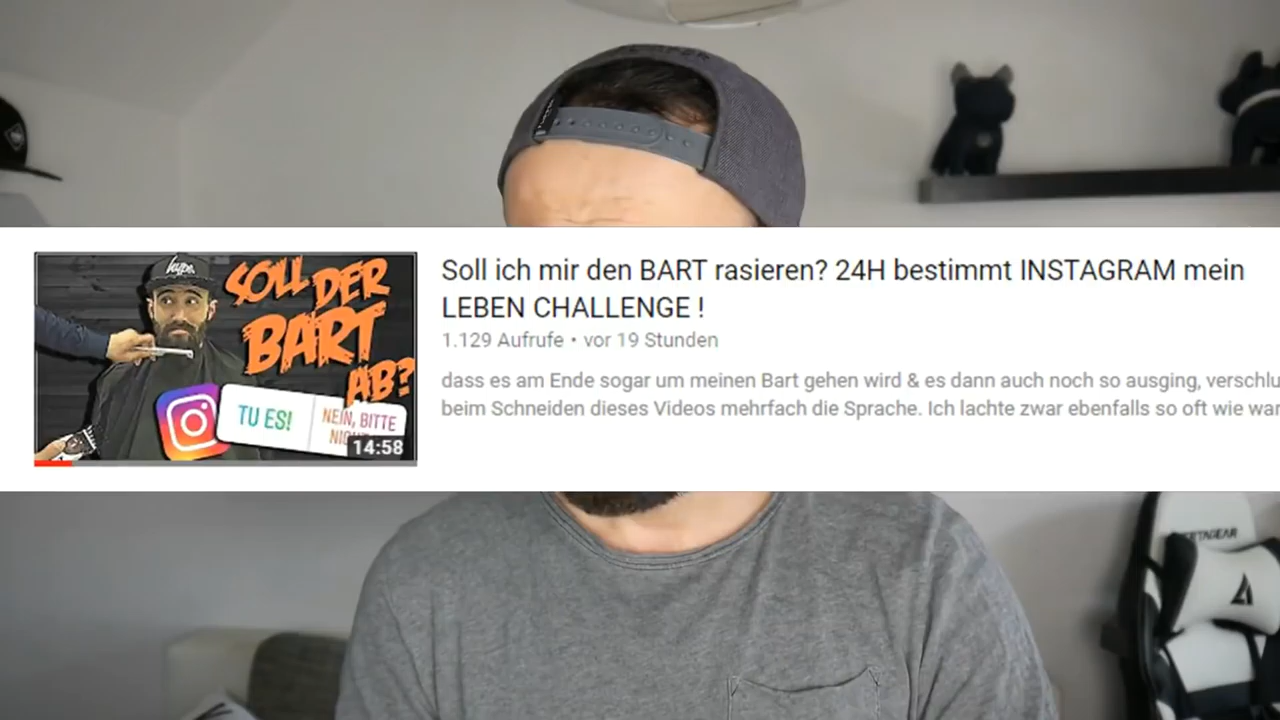 Soll ich mir den BART rasieren? 24H bestimmt INSTAGRAM mein
LEBEN CHALLENGE !
1.129 Aufrufe • vor 19 Stunden
dass es am Ende sogar um meinen Bart gehen wird & es dann auch noch so ausging, verschlu
beim Schneiden dieses Videos mehrfach die Sprache. Ich lachte zwar ebenfalls so oft wie war
hype.
SOLL DER
BART
AB?
TU ES!
NEIN, BITTE
14:58